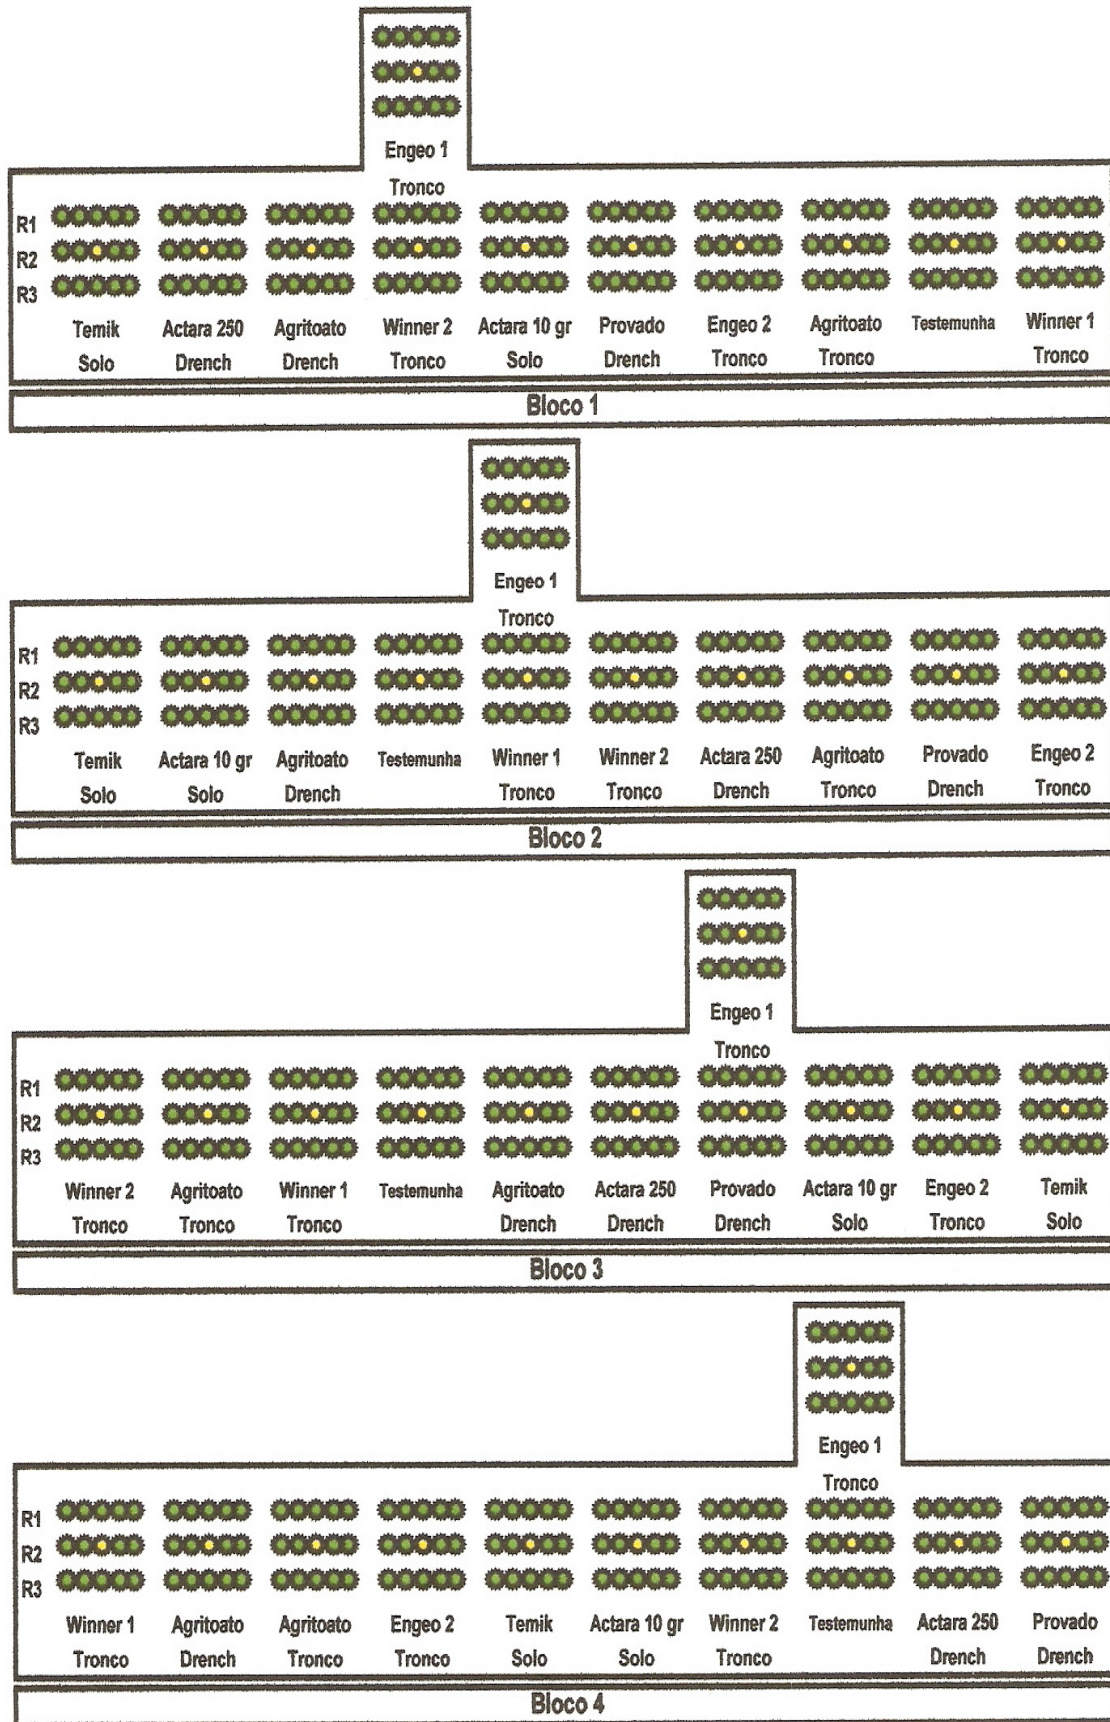 Engeo 1
Tronco
R1
R2
R3
Temik Actara 250 Agritoato Winner 2 Actara 10 gr Provado Engeo 2 Agritoato Testemunha Winner 1
Solo Drench Drench Tronco Solo Drench Tronco Tronco Tronco
Bloco 1
Engeo 1
Tronco
R1
R2
R3
Temik Actara 10 gr Agritoato Testemunha Winner 1 Winner 2 Actara 250 Agritoato Provado Engeo 2
Solo Solo Drench Tronco Tronco Drench Tronco Drench Tronco
Bloco 2
Engeo 1
Tronco
R1
R2
R3
Winner 2 Agritoato Winner 1 Testemunha Agritoato Actara 250 Provado Actara 10 gr Engeo 2 Temik
Tronco Tronco Tronco Drench Drench Drench Solo Tronco Solo
Bloco 3
Engeo 1
Tronco
R1
R2
R3
Winner 1 Agritoato Agritoato Engeo 2 Temik Actara 10 gr Winner 2 Testemunha Actara 250 Provado
Tronco Drench Tronco Tronco Solo Solo Tronco Drench Drench
Bloco 4